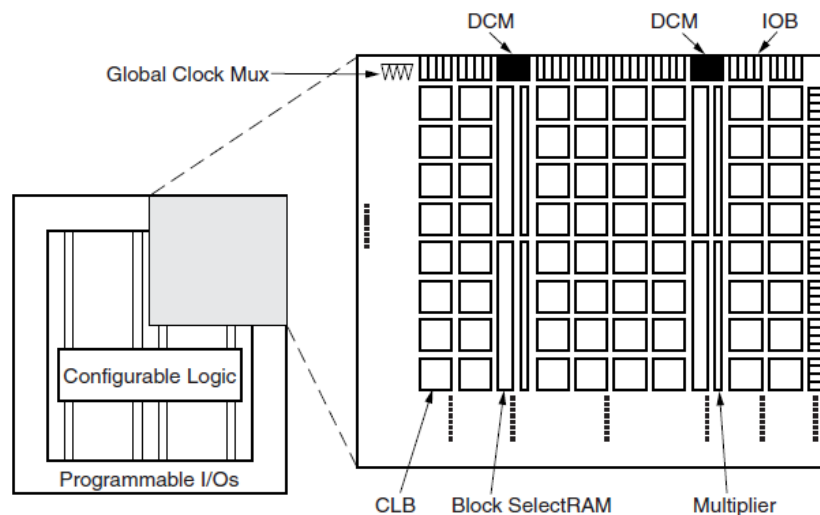 DCM
DCM
IOB
Global Clock Mux
Configurable Logic
Programmable I/Os
CLB
Block SelectRAM
Multiplier